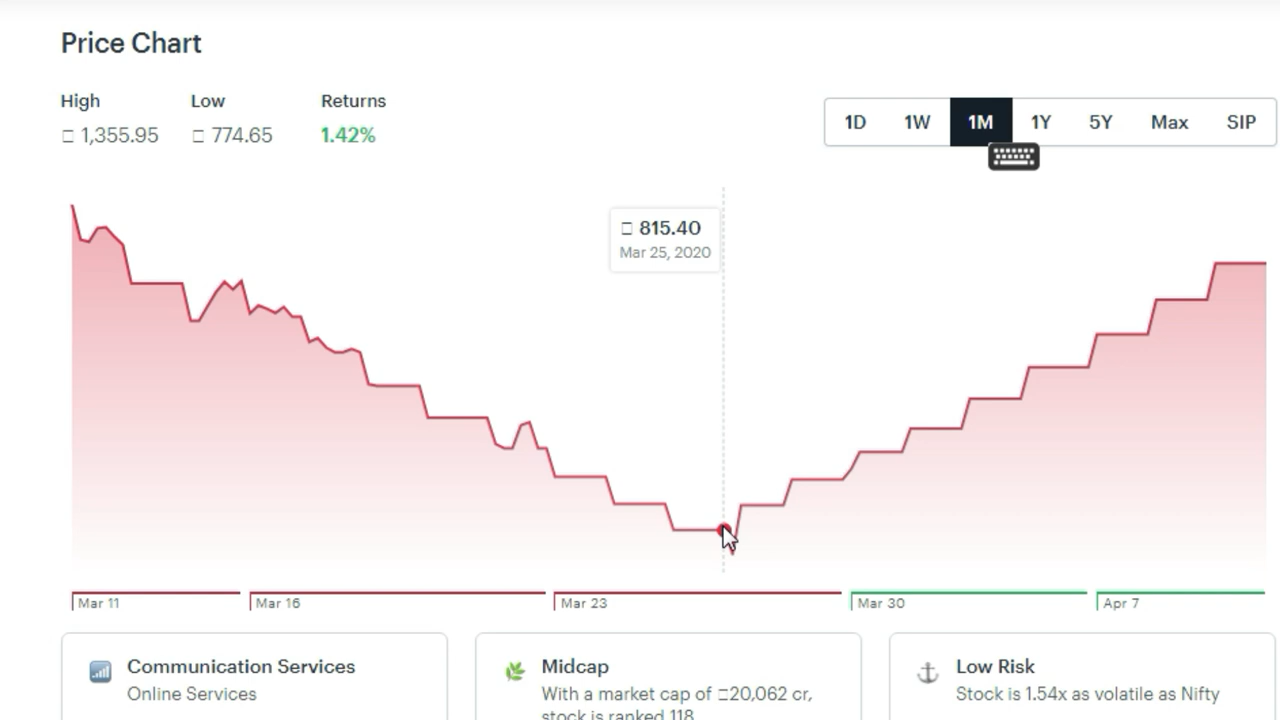 Price Chart
High Low Returns
□ 1,355.95 □ 774.65 1.42%
1D 1W 1M 1Y 5Y Max SIP
□ 815.40
Mar 25, 2020
Mar 11 Mar 16 Mar 23 Mar 30 Apr 7
Communication Services
Online Services
Midcap
With a market cap of □20,062 cr,
stock is ranked 118
Low Risk
Stock is 1.54x as volatile as Nifty